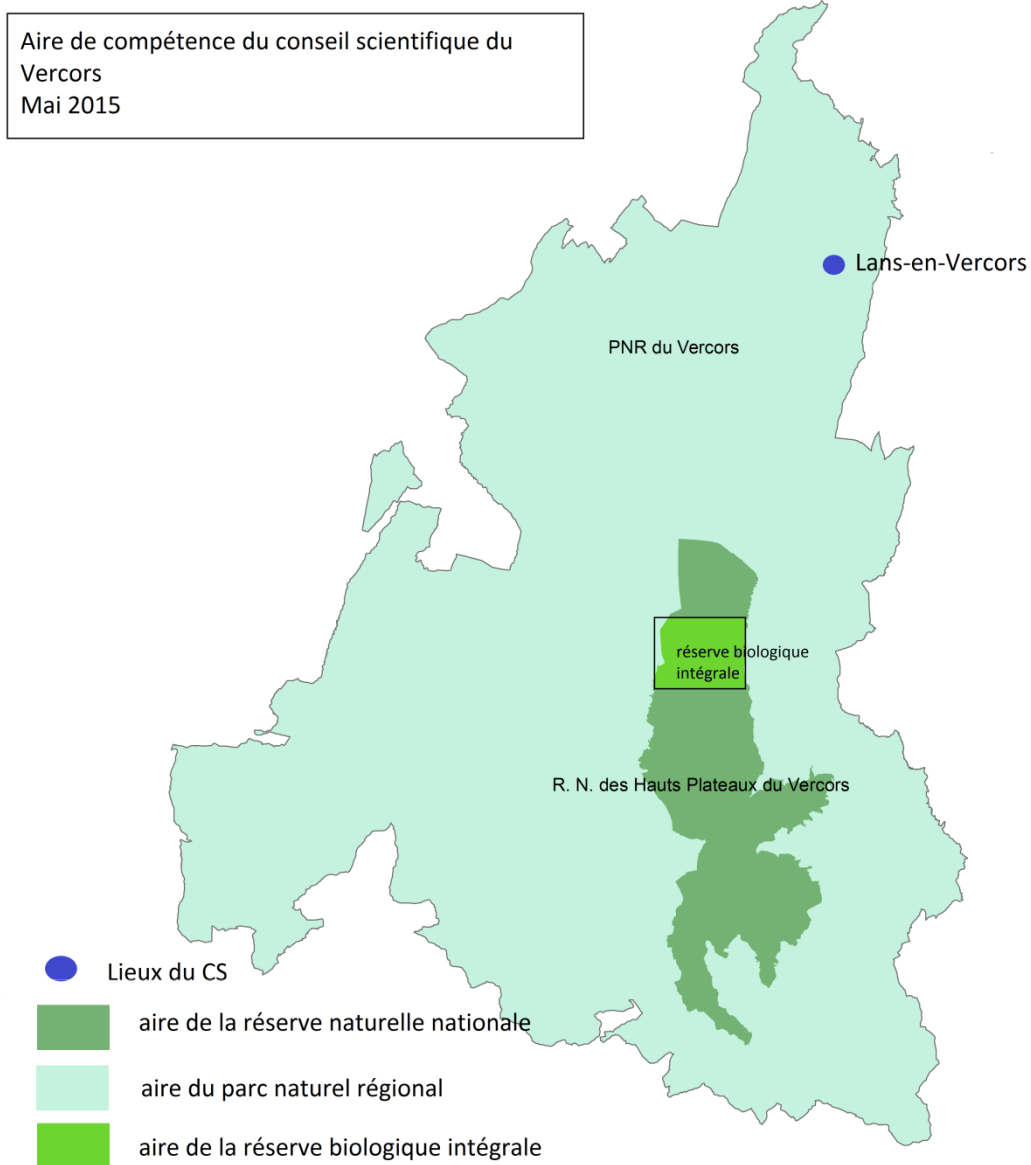 Aire de compétence du conseil scientifique du
Vercors
Mai 2015
Lans-en-Vercors
PNR du Vercors
réserve biologique
intégrale
R. N. des Hauts Plateaux du Vercors
Lieux du CS
aire de la réserve naturelle nationale
aire du parc naturel régional
aire de la réserve biologique intégrale